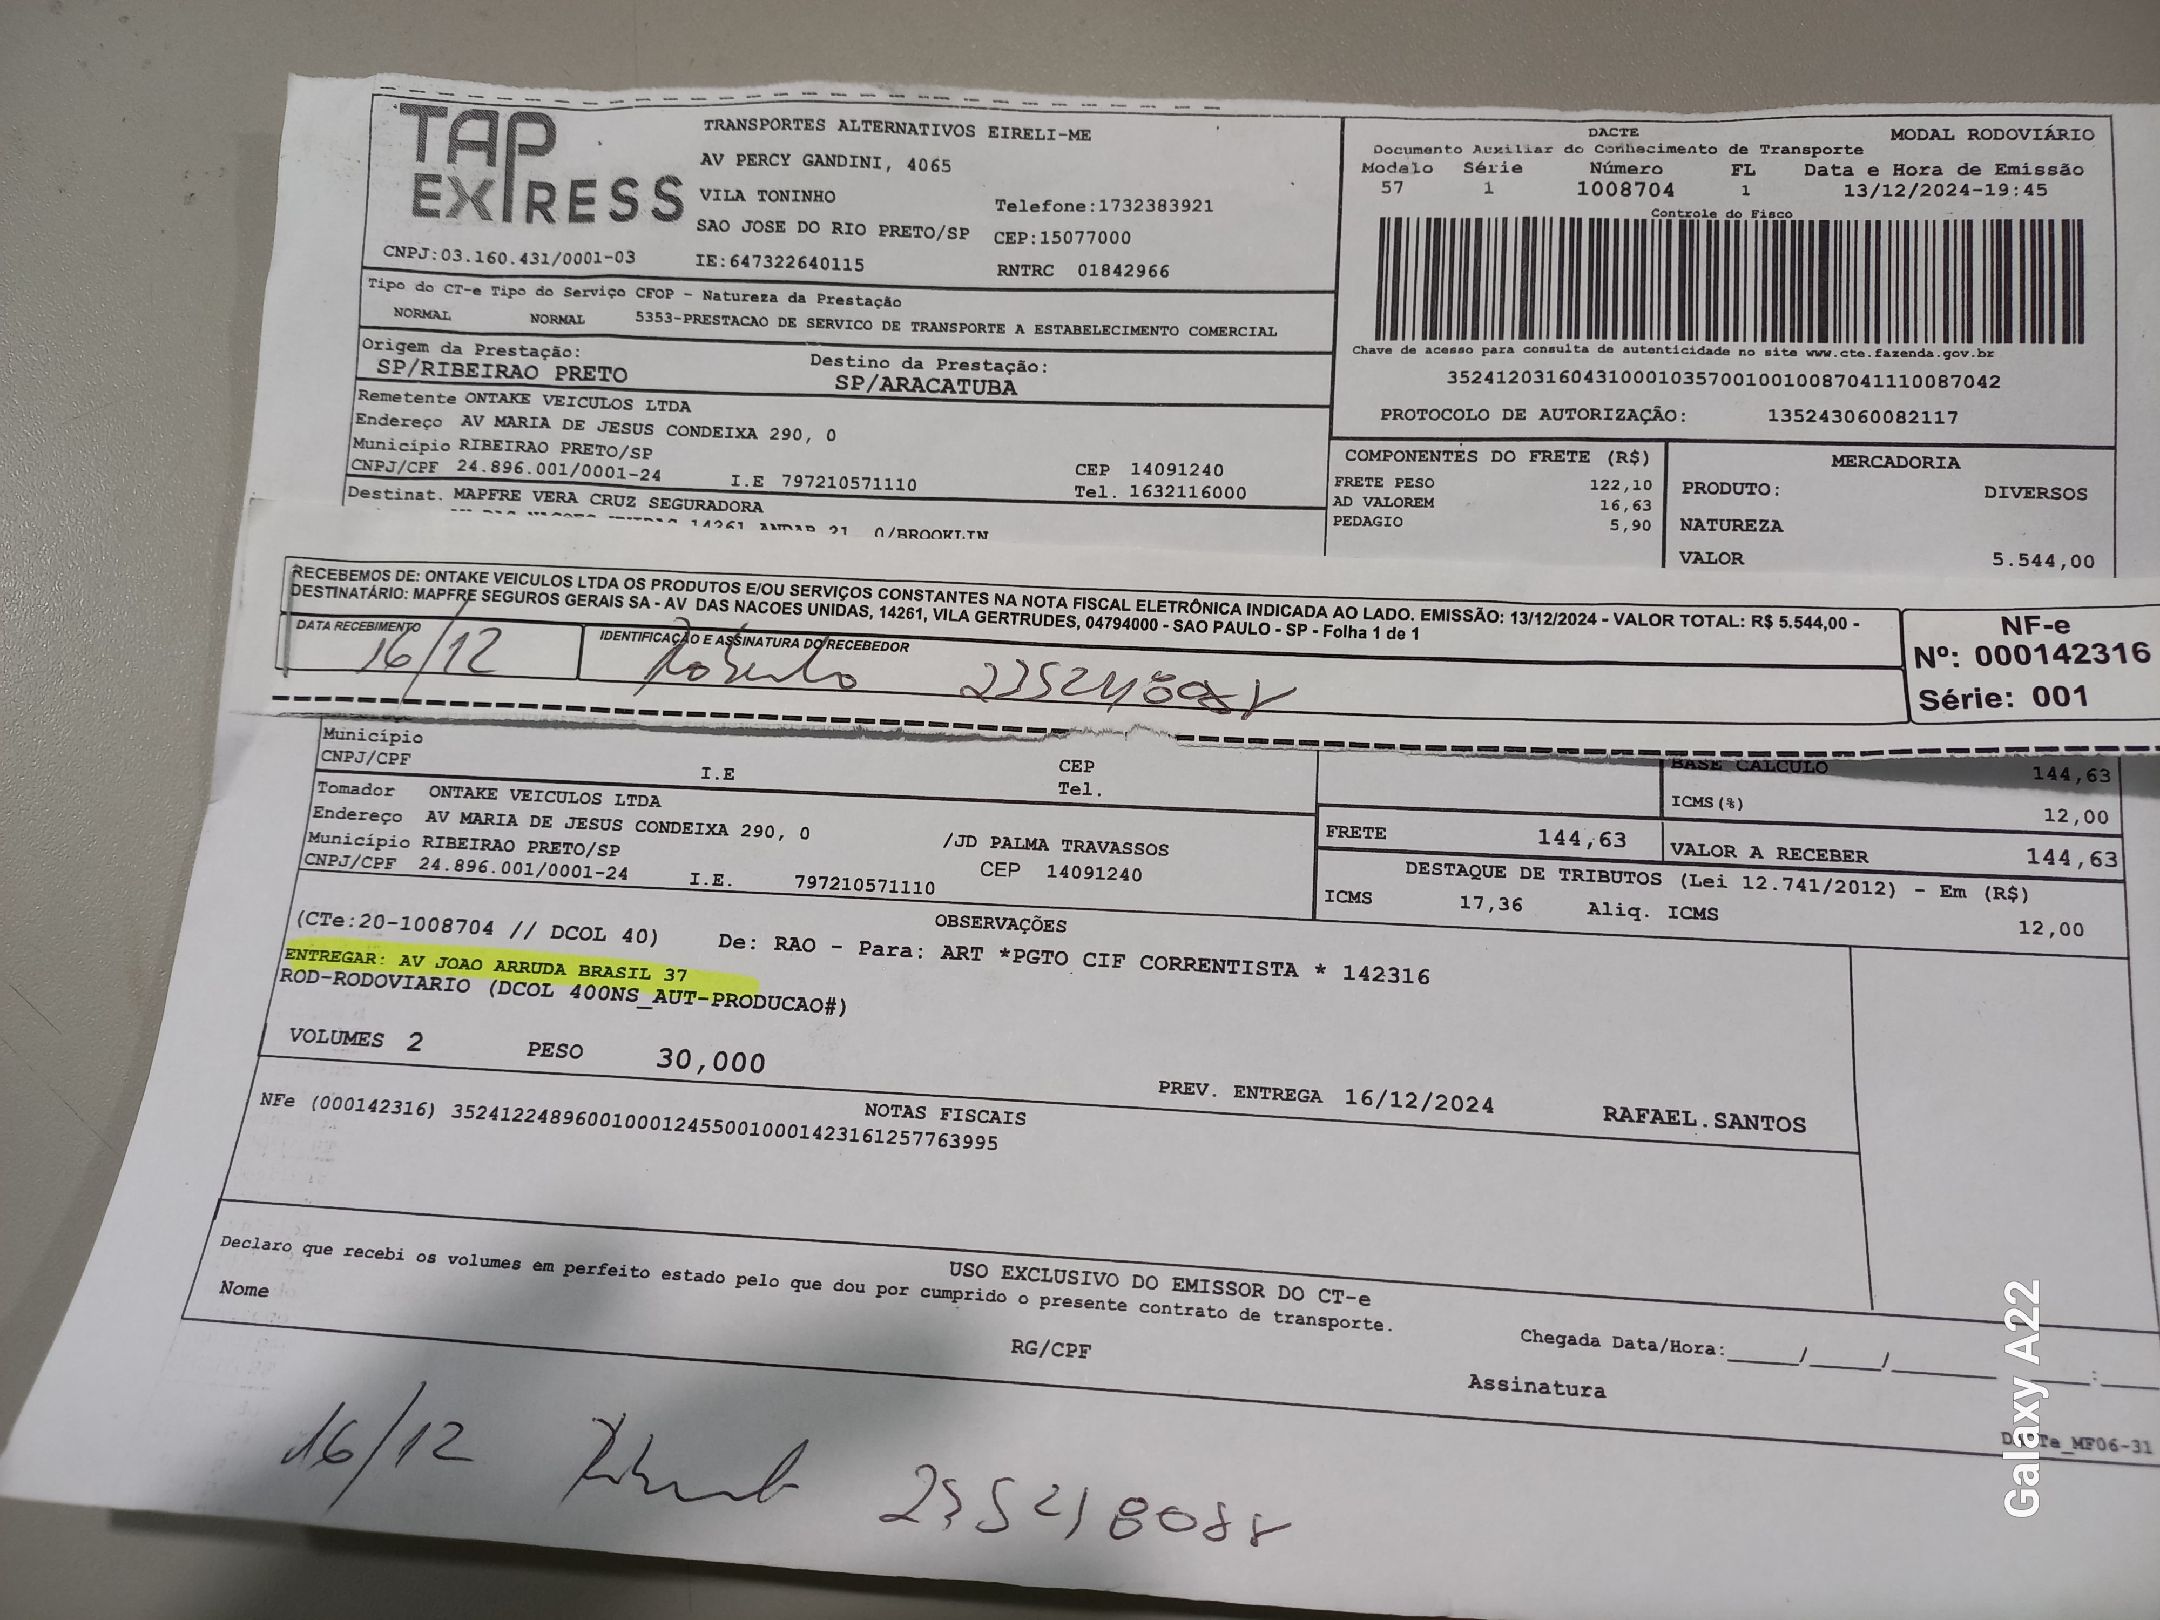 TAP EXPRESS
TRANSPORTES ALTERNATIVOS EIRELI-ME
AV PERCY GANDINI, 4065
VILA TONINHO
Telefone:1732383921
SAO JOSE DO RIO PRETO/SP CEP:15077000
CNPJ:03.160.431/0001-03 IE:647322640115 RNTRC 01842966
DACTE MODAL RODOVIÁRIO
Documento Auxiliar do Conhecimento de Transporte
Modelo Série Número FL Data e Hora de Emissão
57 1 1008704 1 13/12/2024-19:45
Controle do Fisco
Chave de acesso para consulta de autenticidade no site www.cte.fazenda.gov.br
35241203160431000103570010010087041110087042
PROTOCOLO DE AUTORIZAÇÃO: 135243060082117
Tipo do CT-e Tipo do Serviço CFOP - Natureza da Prestação
NORMAL NORMAL 5353-PRESTACAO DE SERVICO DE TRANSPORTE A ESTABELECIMENTO COMERCIAL
Origem da Prestação: Destino da Prestação:
SP/RIBEIRAO PRETO SP/ARACATUBA
Remetente ONTAKE VEICULOS LTDA
Endereço AV MARIA DE JESUS CONDEIXA 290, 0
Município RIBEIRAO PRETO/SP CEP 14091240
CNPJ/CPF 24.896.001/0001-24 I.E 797210571110 Tel. 1632116000
Destinat. MAPFRE VERA CRUZ SEGURADORA
14261 ANDAR 21 0/BROOKLIN
COMPONENTES DO FRETE (R$)
FRETE PESO 122,10
AD VALOREM 16,63
PEDAGIO 5,90
MERCADORIA
PRODUTO: DIVERSOS
NATUREZA
VALOR 5.544,00
RECEBEMOS DE: ONTAKE VEICULOS LTDA OS PRODUTOS E/OU SERVIÇOS CONSTANTES NA NOTA FISCAL ELETRÔNICA INDICADA AO LADO. EMISSÃO: 13/12/2024 - VALOR TOTAL: R$ 5.544,00 -
DESTINATÁRIO: MAPFRE SEGUROS GERAIS SA - AV DAS NACOES UNIDAS, 14261, VILA GERTRUDES, 04794000 - SAO PAULO - SP - Folha 1 de 1
DATA RECEBIMENTO IDENTIFICAÇÃO E ASSINATURA DO RECEBEDOR
16/12
NF-e
Nº: 000142316
Série: 001
Município CEP
CNPJ/CPF I.E Tel.
Tomador ONTAKE VEICULOS LTDA
Endereço AV MARIA DE JESUS CONDEIXA 290, 0 /JD PALMA TRAVASSOS
Município RIBEIRAO PRETO/SP CEP 14091240
CNPJ/CPF 24.896.001/0001-24 I.E. 797210571110
BASE CALCULO 144,63
ICMS(%) 12,00
FRETE 144,63 VALOR A RECEBER 144,63
DESTAQUE DE TRIBUTOS (Lei 12.741/2012) - Em (R$)
ICMS 17,36 Aliq. ICMS 12,00
OBSERVAÇÕES
(CTe:20-1008704 // DCOL 40) De: RAO - Para: ART *PGTO CIF CORRENTISTA * 142316
ENTREGAR: AV JOAO ARRUDA BRASIL 37
ROD-RODOVIARIO (DCOL 400NS_AUT-PRODUCAO#)
VOLUMES 2 PESO 30,000 PREV. ENTREGA 16/12/2024 RAFAEL.SANTOS
NOTAS FISCAIS
NFe (000142316) 35241224896001000124550010001423161257763995
USO EXCLUSIVO DO EMISSOR DO CT-e
Declaro que recebi os volumes em perfeito estado pelo que dou por cumprido o presente contrato de transporte.
Nome RG/CPF Chegada Data/Hora:_____/_____/_____ :
Assinatura
16/12
Galaxy A22